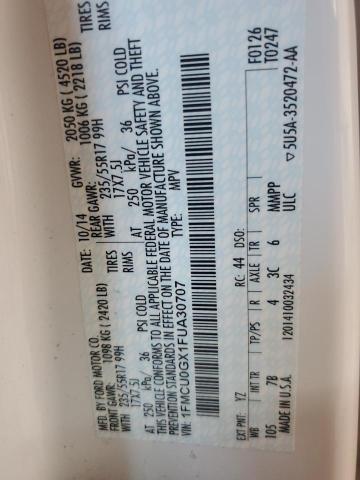 MFD. BY FORD MOTOR CO.
DATE: 10/14 GVWR: 2050 KG ( 4520 LB)
FRONT GAWR: 1098 KG ( 2420 LB) REAR GAWR: 1006 KG ( 2218 LB)
WITH 235/55R17 99H TIRES WITH 235/55R17 99H TIRES
17X7.5J RIMS 17X7.5J RIMS
AT 250 kPa/ 36 PSI COLD AT 250 kPa/ 36 PSI COLD
THIS VEHICLE CONFORMS TO ALL APPLICABLE FEDERAL MOTOR VEHICLE SAFETY AND THEFT
PREVENTION STANDARDS IN EFFECT ON THE DATE OF MANUFACTURE SHOWN ABOVE.
VIN: 1FMCU0GX1FUA30707 TYPE: MPV
F0126
T0247
EXT PNT: YZ RC: 44 DSO:
WB INT TR TP/PS R AXLE TR SPR
105 7B 4 3C 6 MMPP
ULC
MADE IN U.S.A. 1201410032434
▽5U5A-3520472-AA